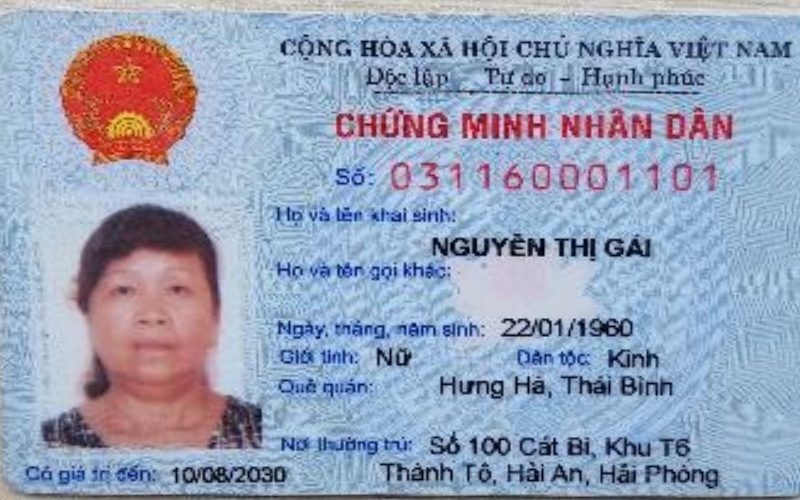 CỘNG HÒA XÃ HỘI CHỦ NGHĨA VIỆT NAM
Độc lập - Tự do - Hạnh phúc
CHỨNG MINH NHÂN DÂN
Số: 031160001101
Họ và tên khai sinh:
NGUYỄN THỊ GÁI
Họ và tên gọi khác:
Ngày, tháng, năm sinh: 22/01/1960
Giới tính: Nữ Dân tộc: Kinh
Quê quán: Hưng Hà, Thái Bình
Nơi thường trú: Số 100 Cát Bi, Khu T6
Thành Tô, Hải An, Hải Phòng
Có giá trị đến: 10/08/2030